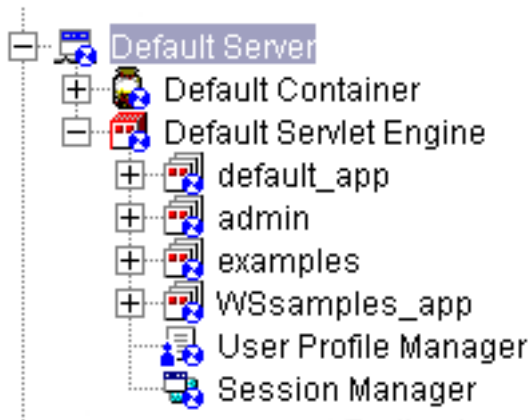 Default Server
Default Container
Default Servlet Engine
default_app
admin
examples
WSsamples_app
User Profile Manager
Session Manager